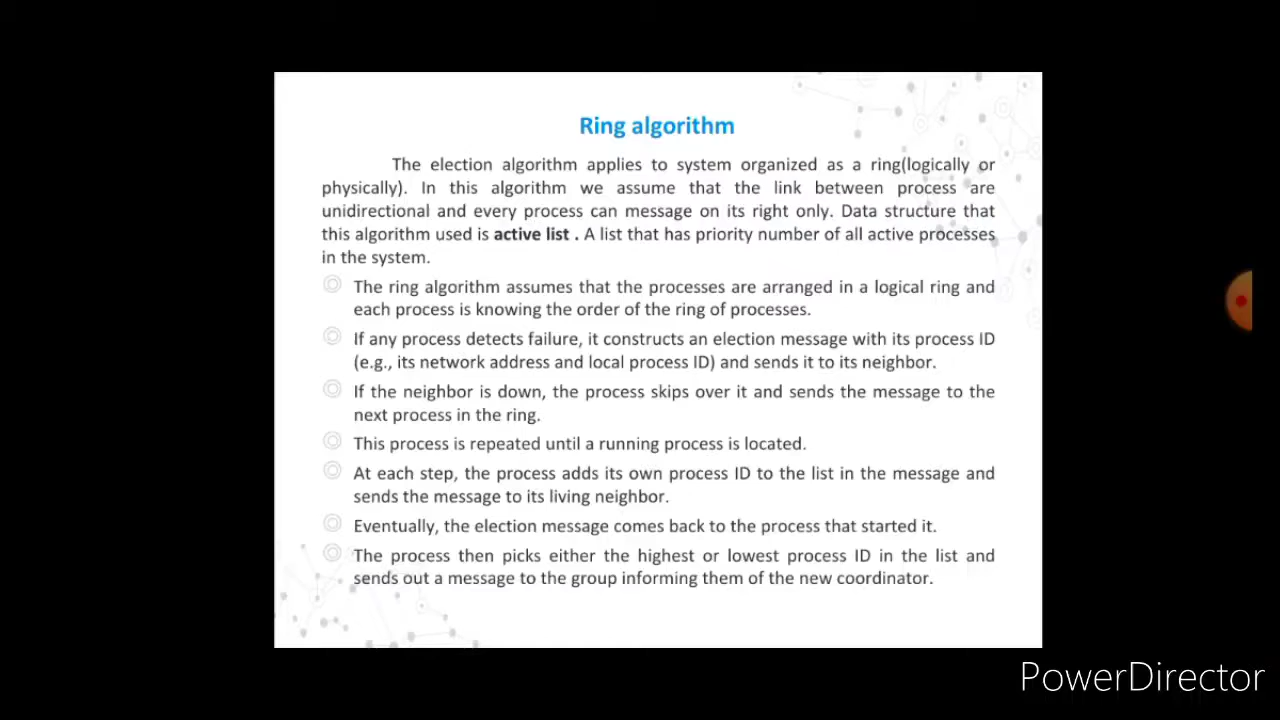 Ring algorithm
The election algorithm applies to system organized as a ring(logically or
physically). In this algorithm we assume that the link between process are
unidirectional and every process can message on its right only. Data structure that
this algorithm used is active list . A list that has priority number of all active processes
in the system.
The ring algorithm assumes that the processes are arranged in a logical ring and
each process is knowing the order of the ring of processes.
If any process detects failure, it constructs an election message with its process ID
(e.g., its network address and local process ID) and sends it to its neighbor.
If the neighbor is down, the process skips over it and sends the message to the
next process in the ring.
This process is repeated until a running process is located.
At each step, the process adds its own process ID to the list in the message and
sends the message to its living neighbor.
Eventually, the election message comes back to the process that started it.
The process then picks either the highest or lowest process ID in the list and
sends out a message to the group informing them of the new coordinator.
PowerDirector